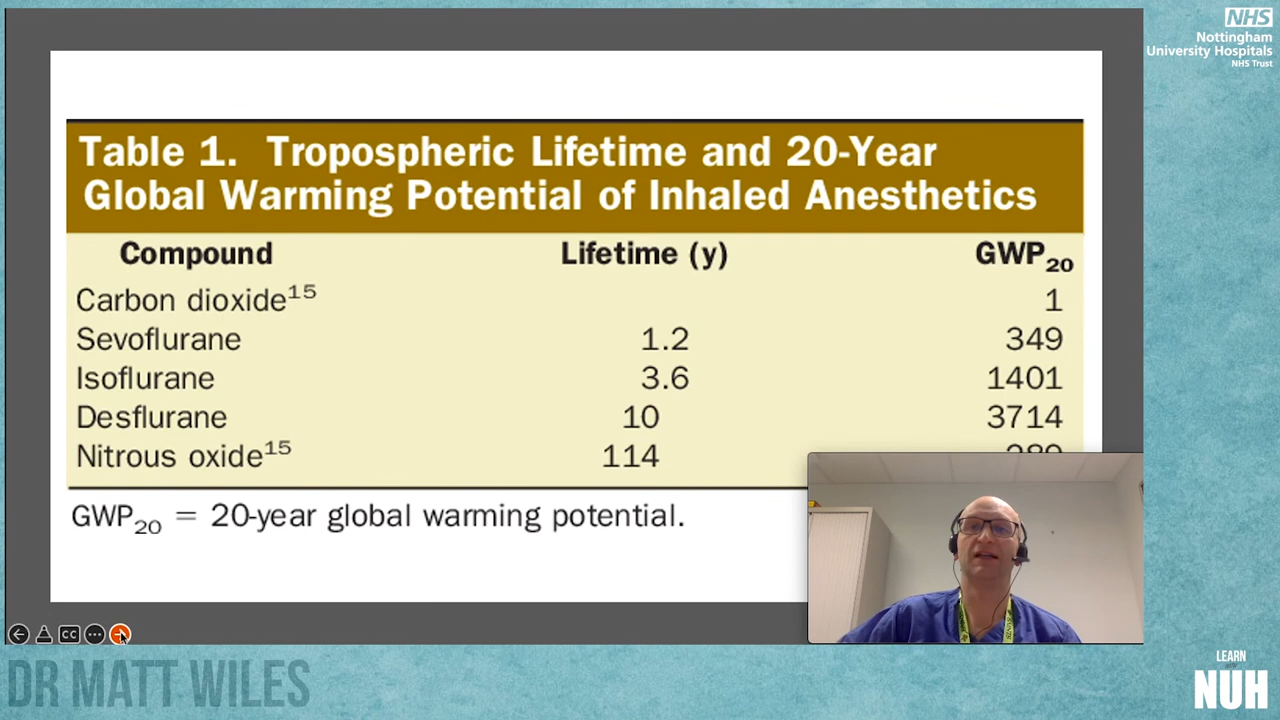 NHS
Nottingham
University Hospitals
NHS Trust
Table 1. Tropospheric Lifetime and 20-Year
Global Warming Potential of Inhaled Anesthetics
Compound Lifetime (y) GWP20
Carbon dioxide15 1
Sevoflurane 1.2 349
Isoflurane 3.6 1401
Desflurane 10 3714
Nitrous oxide15 114
GWP20 = 20-year global warming potential.
CC
DR MATT WILES
LEARN
NUH